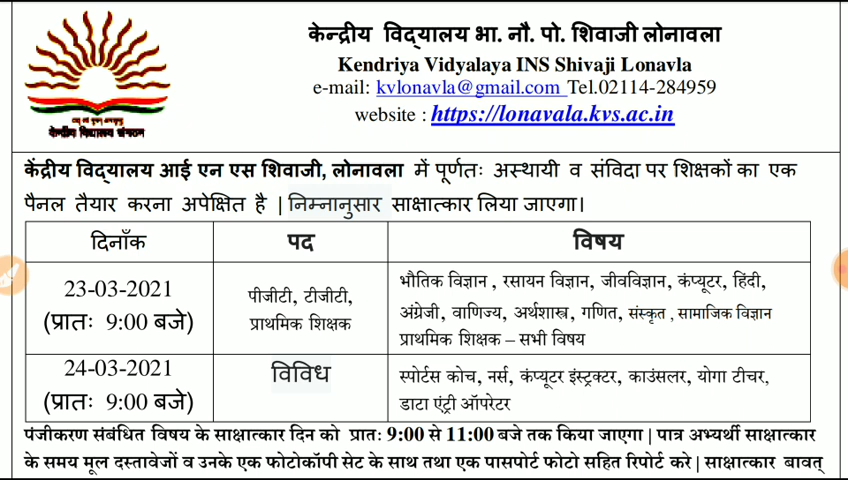 केन्द्रीय विद्यालय भा. नौ. पो. शिवाजी लोनावला
Kendriya Vidyalaya INS Shivaji Lonavla
e-mail: kvlonavla@gmail.com Tel.02114-284959
website : https://lonavala.kvs.ac.in
केन्द्रीय विद्यालय संगठन
केंद्रीय विद्यालय आई एन एस शिवाजी, लोनावला में पूर्णतः अस्थायी व संविदा पर शिक्षकों का एक
पैनल तैयार करना अपेक्षित है | निम्नानुसार साक्षात्कार लिया जाएगा।
दिनाँक पद विषय
23-03-2021
(प्रातः 9:00 बजे)
पीजीटी, टीजीटी,
प्राथमिक शिक्षक
भौतिक विज्ञान , रसायन विज्ञान, जीवविज्ञान, कंप्यूटर, हिंदी,
अंग्रेजी, वाणिज्य, अर्थशास्त्र, गणित, संस्कृत , सामाजिक विज्ञान
प्राथमिक शिक्षक – सभी विषय
24-03-2021
(प्रातः 9:00 बजे)
विविध
स्पोर्टस कोच, नर्स, कंप्यूटर इंस्ट्रक्टर, काउंसलर, योगा टीचर,
डाटा एंट्री ऑपरेटर
पंजीकरण संबंधित विषय के साक्षात्कार दिन को प्रातः 9:00 से 11:00 बजे तक किया जाएगा | पात्र अभ्यर्थी साक्षात्कार
के समय मूल दस्तावेजों व उनके एक फोटोकॉपी सेट के साथ तथा एक पासपोर्ट फोटो सहित रिपोर्ट करे | साक्षात्कार बावत्